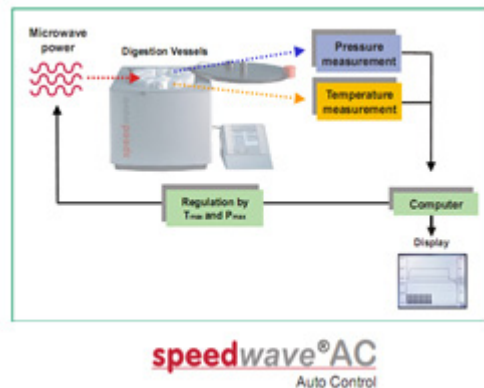 Microwave
power
Digestion Vessels
Pressure
measurement
Temperature
measurement
speed
Regulation by
Tmax and Pmax
Computer
Display
speedwave®AC
Auto Control